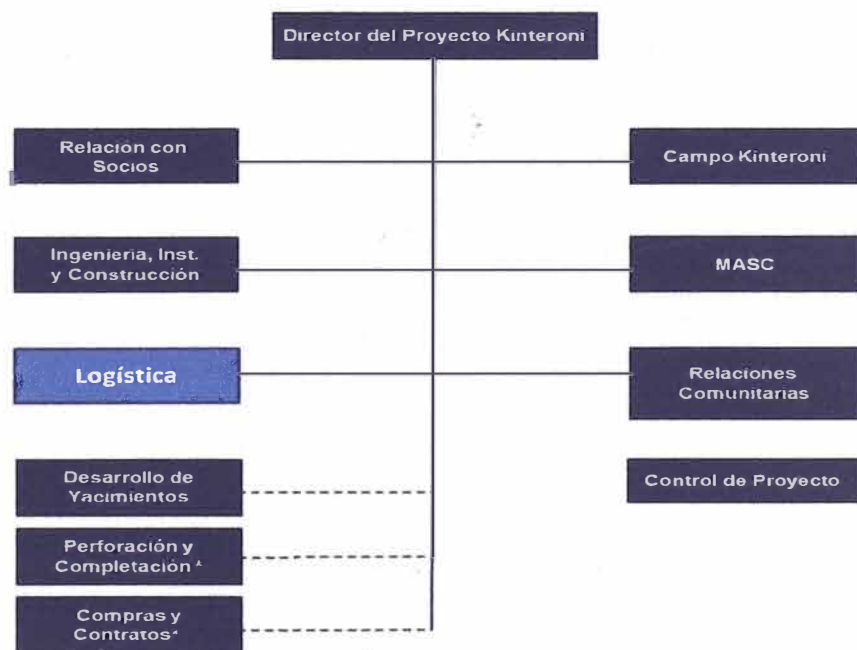 Director del Proyecto Kinteroni
Relación con
Socios
Campo Kinteroni
Ingeniería, Inst.
y Construcción
MASC
Logística
Relaciones
Comunitarias
Desarrollo de
Yacimientos
Control de Proyecto
Perforación y
Completación
Compras y
Contratos